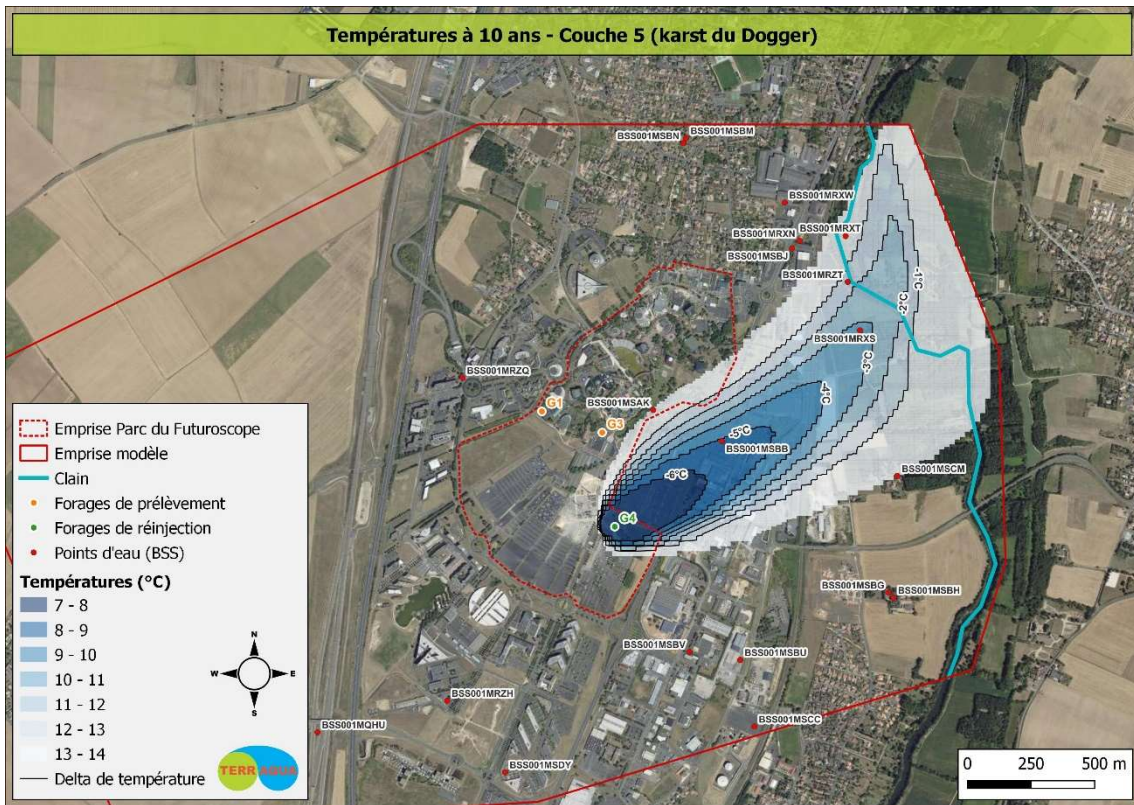 Températures à 10 ans - Couche 5 (karst du Dogger)
BSS001MSBN
BSS001MSBM
BSS001MRXW
BSS001MRXN
BSS001MRXT
BSS001MSBJ
BSS001MRZT
-1°C
-2°C
BSS001MRXS
-3°C
BSS001MRZQ
-4°C
G1
BSS001MSAK
G3
-5°C
BSS001MSBB
-6°C
BSS001MSCM
G4
BSS001MSBG
BSS001MSBH
BSS001MSBV
BSS001MSBU
BSS001MRZH
BSS001MQHU
BSS001MSCC
BSS001MSDY
Emprise Parc du Futuroscope
Emprise modèle
Clain
Forages de prélèvement
Forages de réinjection
Points d'eau (BSS)
Températures (°C)
7 - 8
8 - 9
9 - 10
10 - 11
11 - 12
12 - 13
13 - 14
Delta de température
N
W
E
S
TERR AQUA
0 250 500 m